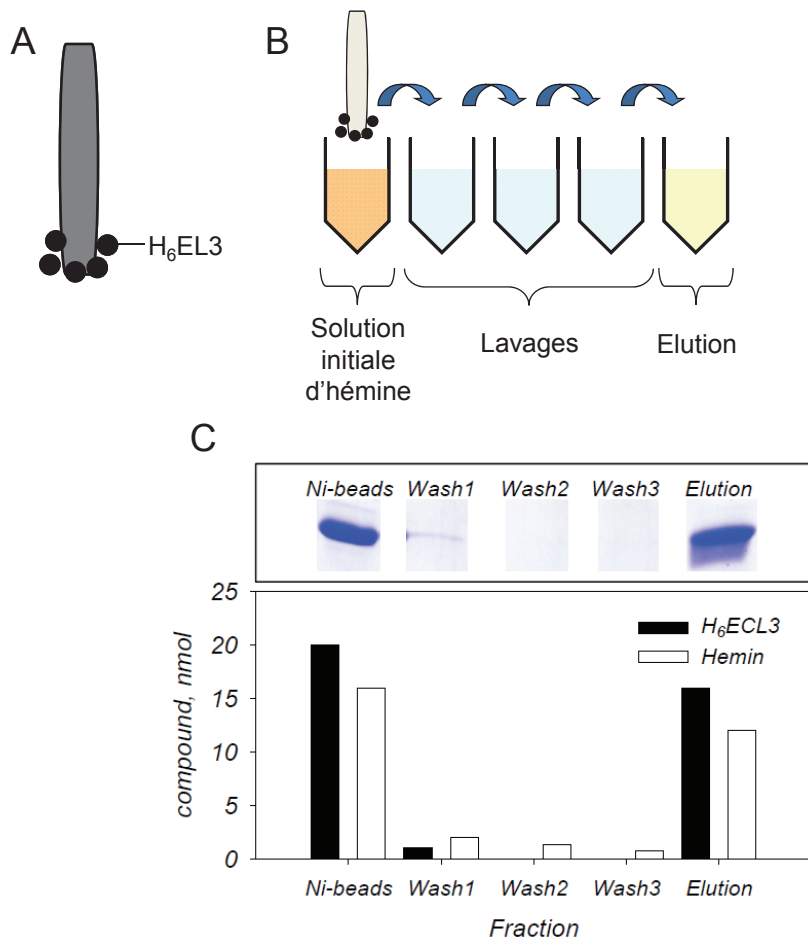 A
H₆EL3
B
Solution
initiale
d'hémine
Lavages
Elution
C
Ni-beads Wash1 Wash2 Wash3 Elution
25
20
15
10
5
0
compound, nmol
H₆ECL3
Hemin
Ni-beads Wash1 Wash2 Wash3 Elution
Fraction